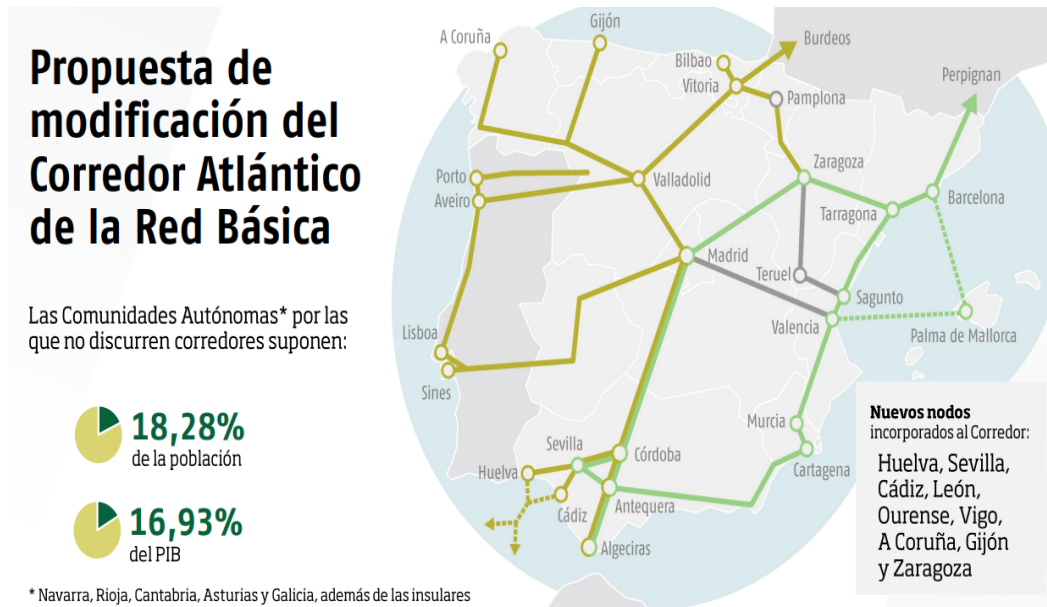 Propuesta de
modificación del
Corredor Atlántico
de la Red Básica
Las Comunidades Autónomas* por las
que no discurren corredores suponen:
18,28%
de la población
16,93%
del PIB
* Navarra, Rioja, Cantabria, Asturias y Galicia, además de las insulares
A Coruña
Gijón
Bilbao
Vitoria
Burdeos
Pamplona
Perpignan
Porto
Aveiro
Valladolid
Zaragoza
Tarragona
Barcelona
Madrid
Teruel
Sagunto
Valencia
Palma de Mallorca
Lisboa
Sines
Murcia
Cartagena
Sevilla
Córdoba
Huelva
Cádiz
Antequera
Algeciras
Nuevos nodos
incorporados al Corredor:
Huelva, Sevilla,
Cádiz, León,
Ourense, Vigo,
A Coruña, Gijón
y Zaragoza